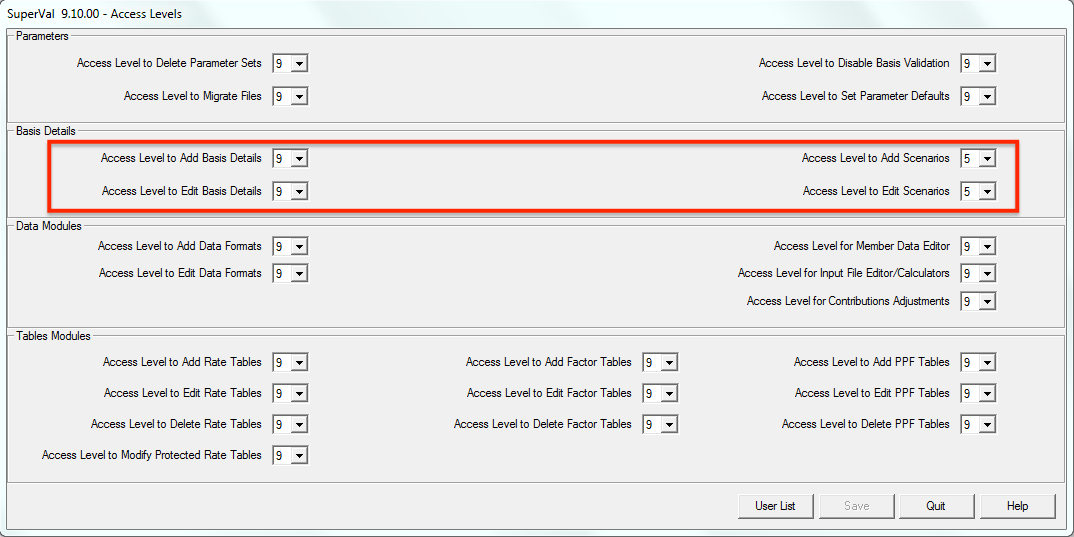 SuperVal 9.10.00 - Access Levels
Parameters
Access Level to Delete Parameter Sets 9 Access Level to Disable Basis Validation 9
Access Level to Migrate Files 9 Access Level to Set Parameter Defaults 9
Basis Details
Access Level to Add Basis Details 9 Access Level to Add Scenarios 5
Access Level to Edit Basis Details 9 Access Level to Edit Scenarios 5
Data Modules
Access Level to Add Data Formats 9 Access Level for Member Data Editor 9
Access Level to Edit Data Formats 9 Access Level for Input File Editor/Calculators 9
Access Level for Contributions Adjustments 9
Tables Modules
Access Level to Add Rate Tables 9 Access Level to Add Factor Tables 9 Access Level to Add PPF Tables 9
Access Level to Edit Rate Tables 9 Access Level to Edit Factor Tables 9 Access Level to Edit PPF Tables 9
Access Level to Delete Rate Tables 9 Access Level to Delete Factor Tables 9 Access Level to Delete PPF Tables 9
Access Level to Modify Protected Rate Tables 9
User List Save Quit Help